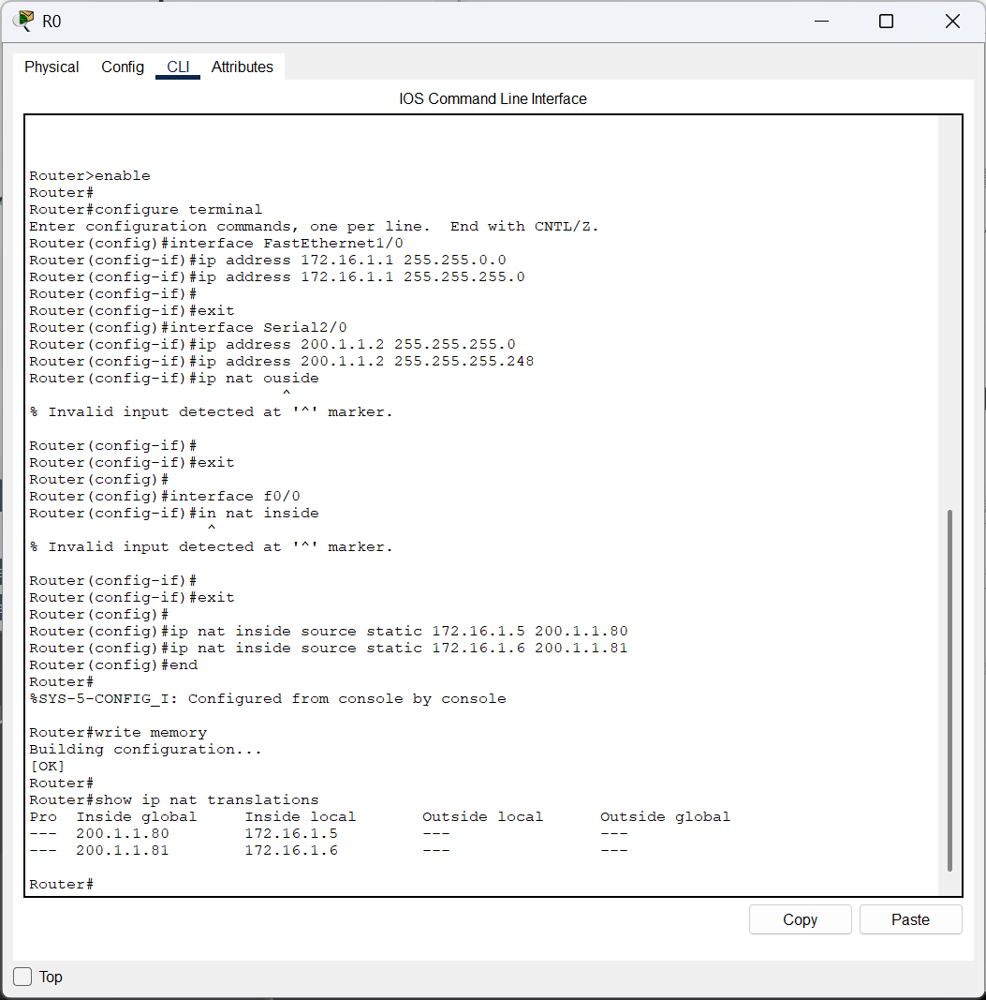 R0
Physical Config CLI Attributes
IOS Command Line Interface
Router>enable
Router#
Router#configure terminal
Enter configuration commands, one per line.  End with CNTL/Z.
Router(config)#interface FastEthernet1/0
Router(config-if)#ip address 172.16.1.1 255.255.0.0
Router(config-if)#ip address 172.16.1.1 255.255.255.0
Router(config-if)#
Router(config-if)#exit
Router(config)#interface Serial2/0
Router(config-if)#ip address 200.1.1.2 255.255.255.0
Router(config-if)#ip address 200.1.1.2 255.255.255.248
Router(config-if)#ip nat ouside
^
% Invalid input detected at '^' marker.
Router(config-if)#
Router(config-if)#exit
Router(config)#
Router(config)#interface f0/0
Router(config-if)#in nat inside
^
% Invalid input detected at '^' marker.
Router(config-if)#
Router(config-if)#exit
Router(config)#
Router(config)#ip nat inside source static 172.16.1.5 200.1.1.80
Router(config)#ip nat inside source static 172.16.1.6 200.1.1.81
Router(config)#end
Router#
%SYS-5-CONFIG_I: Configured from console by console
Router#write memory
Building configuration...
[OK]
Router#
Router#show ip nat translations
Pro  Inside global     Inside local       Outside local      Outside global
---  200.1.1.80        172.16.1.5         ---                ---
---  200.1.1.81        172.16.1.6         ---                ---
Router#
Copy Paste
Top